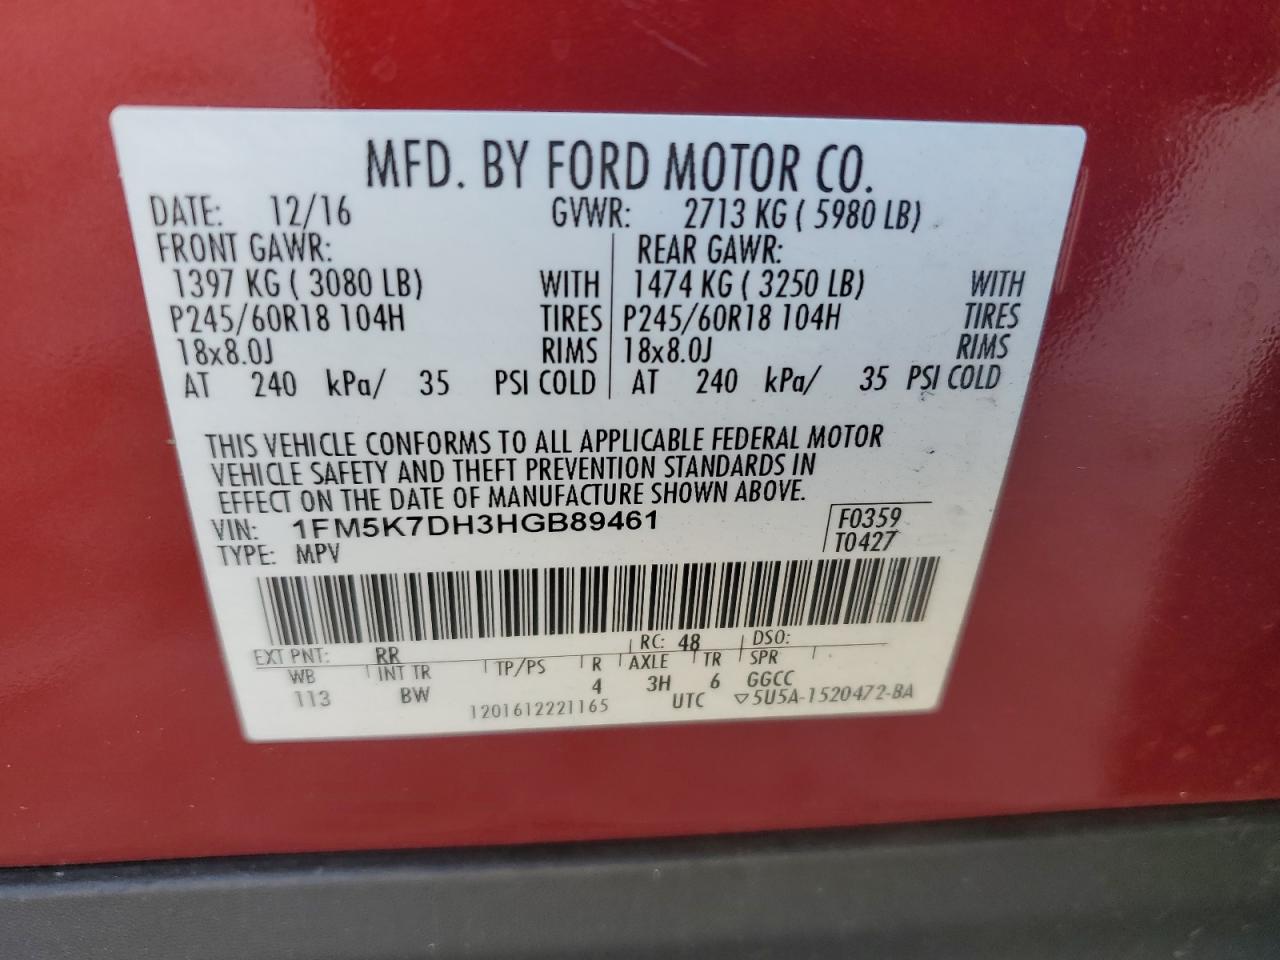 MFD. BY FORD MOTOR CO.
DATE: 12/16 GVWR: 2713 KG ( 5980 LB)
FRONT GAWR: REAR GAWR:
1397 KG ( 3080 LB) WITH 1474 KG ( 3250 LB) WITH
P245/60R18 104H TIRES P245/60R18 104H TIRES
18x8.0J RIMS 18x8.0J RIMS
AT 240 kPa/ 35 PSI COLD AT 240 kPa/ 35 PSI COLD
THIS VEHICLE CONFORMS TO ALL APPLICABLE FEDERAL MOTOR
VEHICLE SAFETY AND THEFT PREVENTION STANDARDS IN
EFFECT ON THE DATE OF MANUFACTURE SHOWN ABOVE.
VIN: 1FM5K7DH3HGB89461 F0359
TYPE: MPV T0427
EXT PNT: RR RC: 48 DSO:
WB INT TR TP/PS R AXLE TR SPR
113 BW 4 3H 6 GGCC
1201612221165 UTC ▽5U5A-1520472-BA